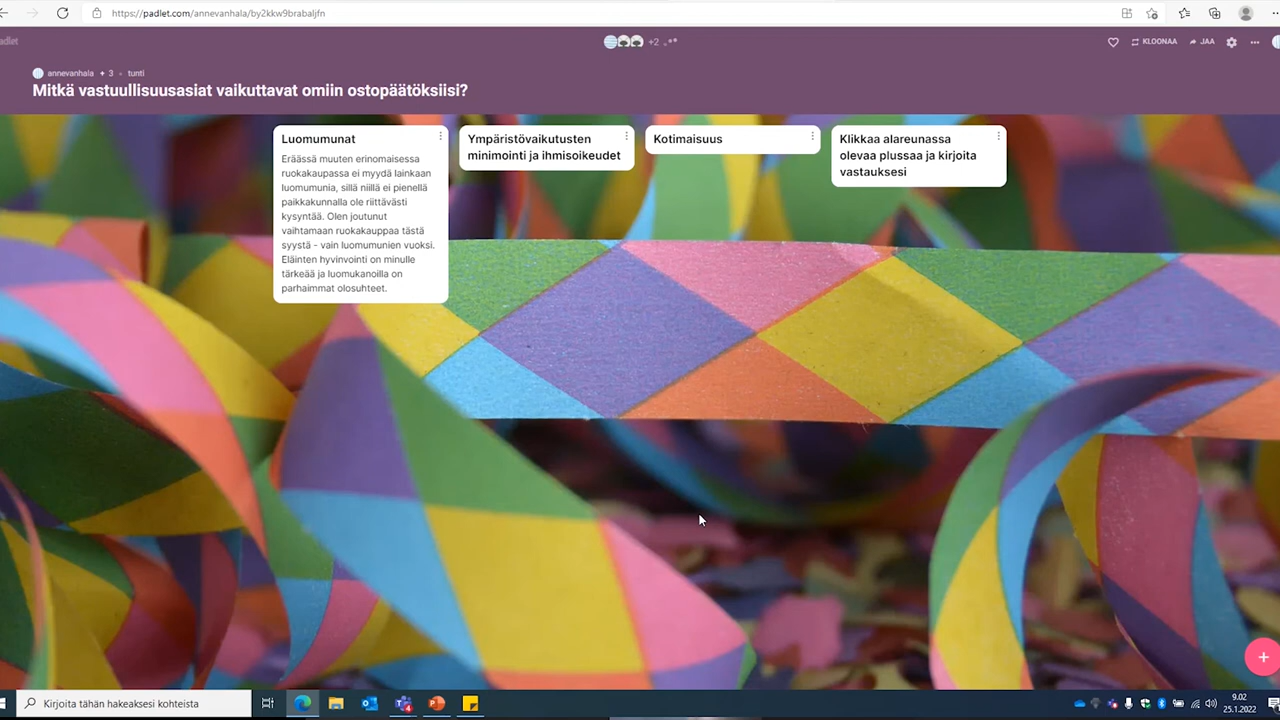 https://padlet.com/annevanhala/by2kkw9brabaljfn
adlet
+2
KLOONAA
JAA
annevanhala + 3 • tunti
Mitkä vastuullisuusasiat vaikuttavat omiin ostopäätöksiisi?
Luomumunat
Eräässä muuten erinomaisessa
ruokakaupassa ei myydä lainkaan
luomumunia, sillä niillä ei pienellä
paikkakunnalla ole riittävästi
kysyntää. Olen joutunut
vaihtamaan ruokakauppaa tästä
syystä - vain luomumunien vuoksi.
Eläinten hyvinvointi on minulle
tärkeää ja luomukanoilla on
parhaimmat olosuhteet.
Ympäristövaikutusten
minimointi ja ihmisoikeudet
Kotimaisuus
Klikkaa alareunassa
olevaa plussaa ja kirjoita
vastauksesi
Kirjoita tähän hakeaksesi kohteista
9.02
25.1.2022